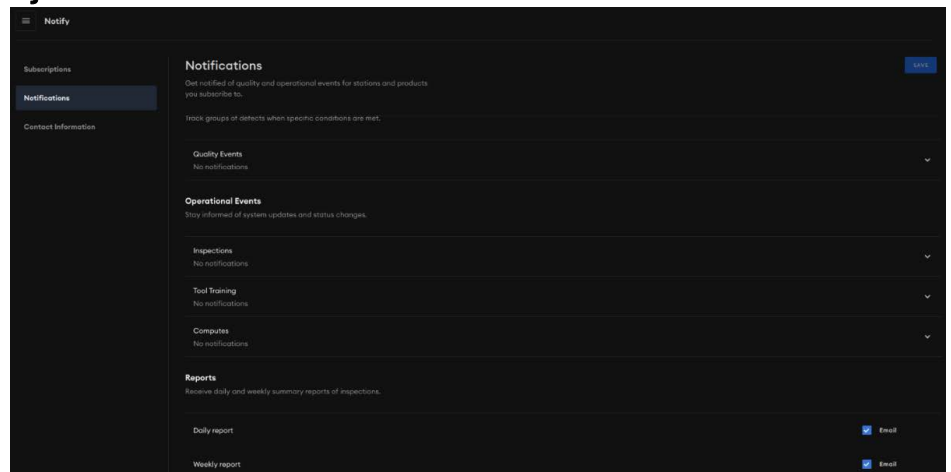 Notify
Subscriptions
Notifications
Contact Information
Notifications
SAVE
Get notified of quality and operational events for stations and products
you subscribe to.
Track groups of defects when specific conditions are met.
Quality Events
No notifications
Operational Events
Stay informed of system updates and status changes.
Inspections
No notifications
Tool Training
No notifications
Computes
No notifications
Reports
Receive daily and weekly summary reports of inspections.
Daily report
Email
Weekly report
Email